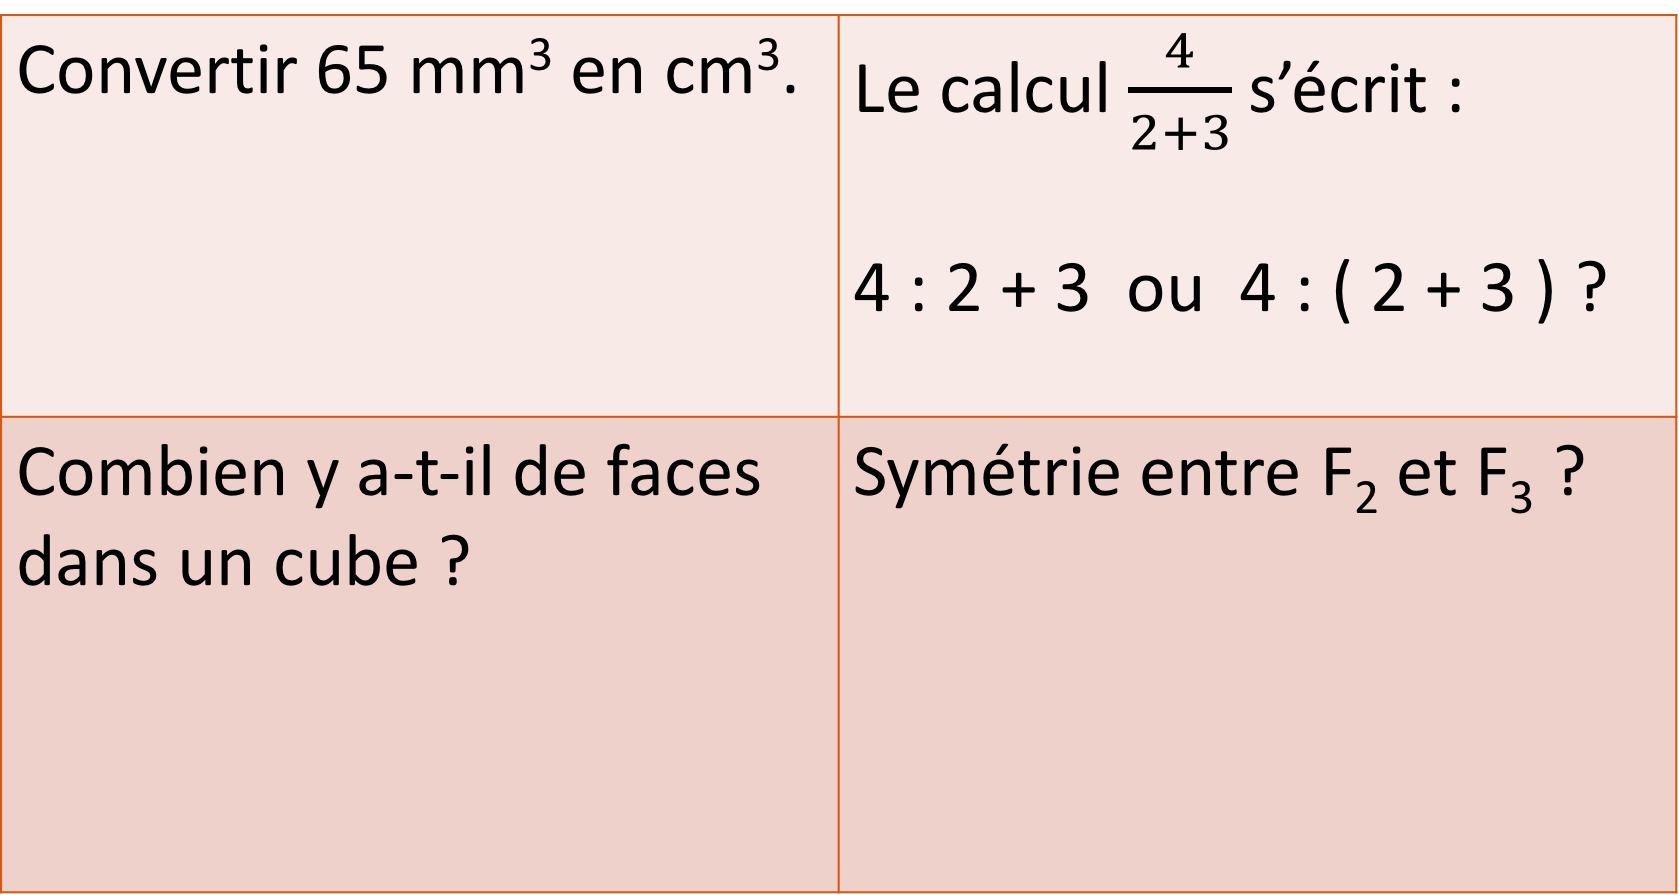 Convertir 65 mm³ en cm³.
Le calcul 4/(2+3) s’écrit :
4 : 2 + 3 ou 4 : ( 2 + 3 ) ?
Combien y a-t-il de faces
dans un cube ?
Symétrie entre F₂ et F₃ ?